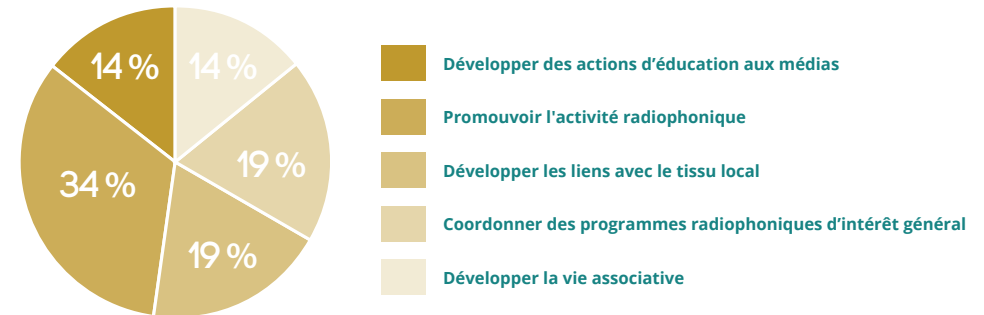 14 %
14 %
19 %
34 %
19 %
Développer des actions d’éducation aux médias
Promouvoir l'activité radiophonique
Développer les liens avec le tissu local
Coordonner des programmes radiophoniques d’intérêt général
Développer la vie associative